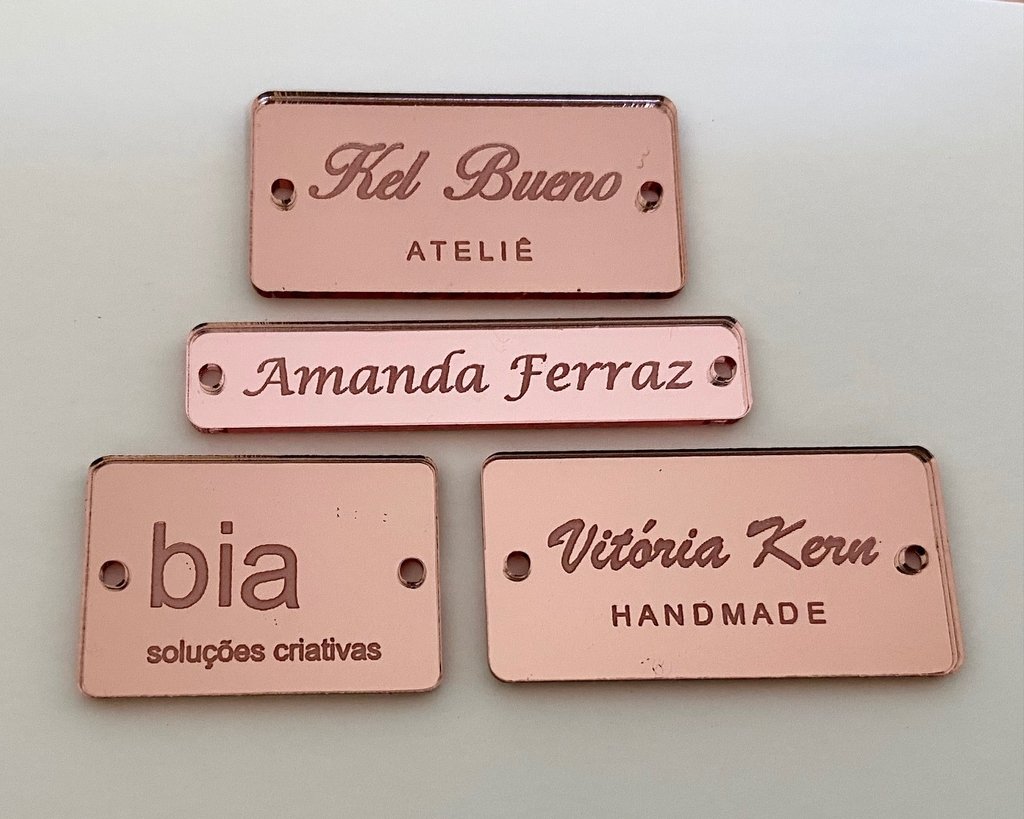 Kel Bueno
ATELIÊ
Amanda Ferraz
bia
soluções criativas
Vitória Kern
HANDMADE